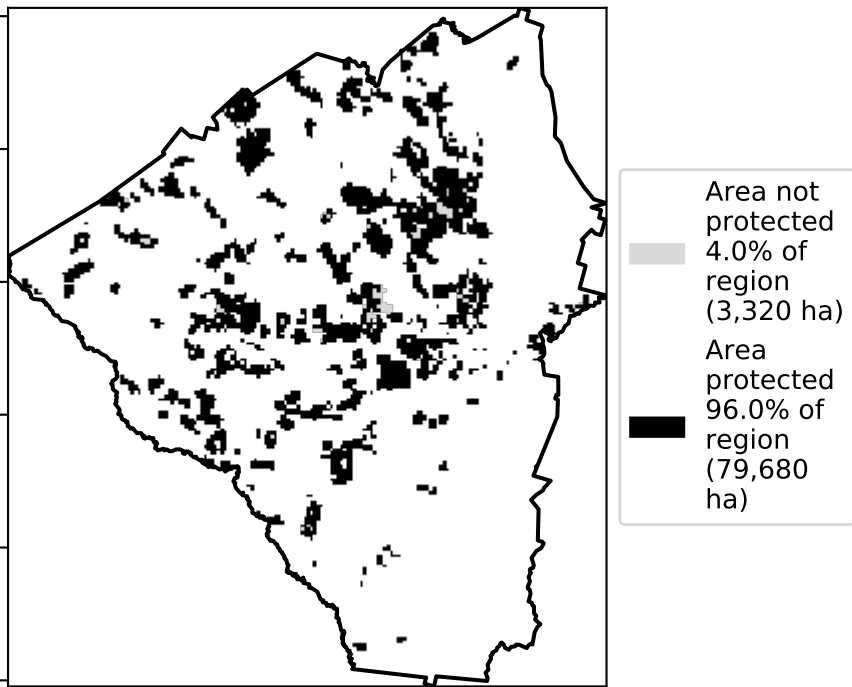 Area not
protected
4.0% of
region
(3,320 ha)
Area
protected
96.0% of
region
(79,680
ha)